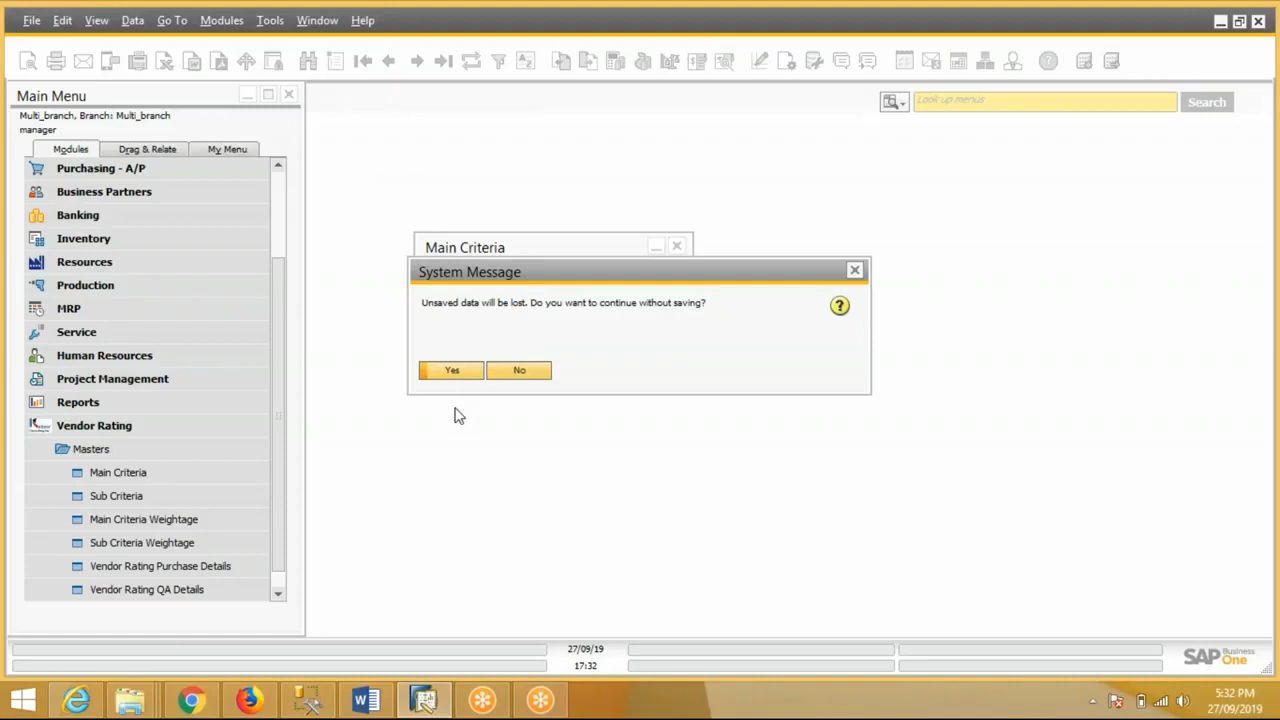 File Edit View Data Go To Modules Tools Window Help
Main Menu
Multi_branch, Branch: Multi_branch
manager
Modules Drag & Relate My Menu
Look up menus Search
Purchasing - A/P
Business Partners
Banking
Inventory
Resources
Production
MRP
Service
Human Resources
Project Management
Reports
Vendor Rating
Masters
Main Criteria
Sub Criteria
Main Criteria Weightage
Sub Criteria Weightage
Vendor Rating Purchase Details
Vendor Rating QA Details
Main Criteria
System Message
Unsaved data will be lost. Do you want to continue without saving?
Yes No
27/09/19
17:32
SAP Business One
5:32 PM
27/09/2019